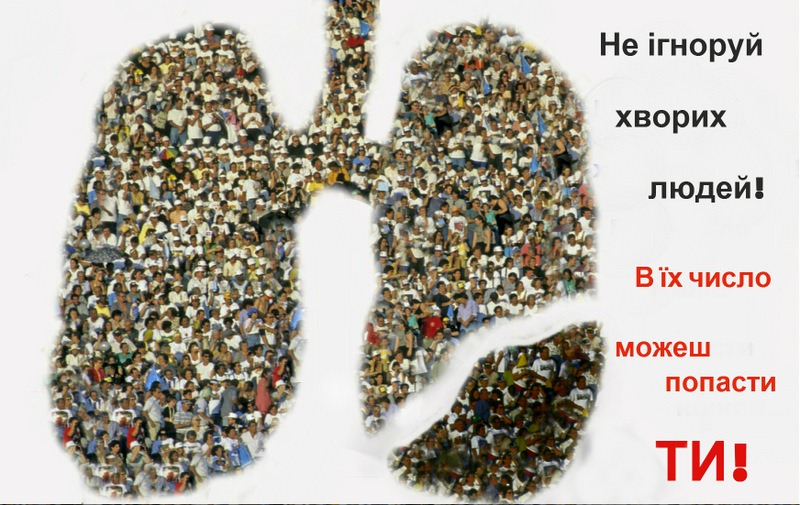 Не ігноруй
хворих
людей!
В їх число
можеш
попасти
ТИ!